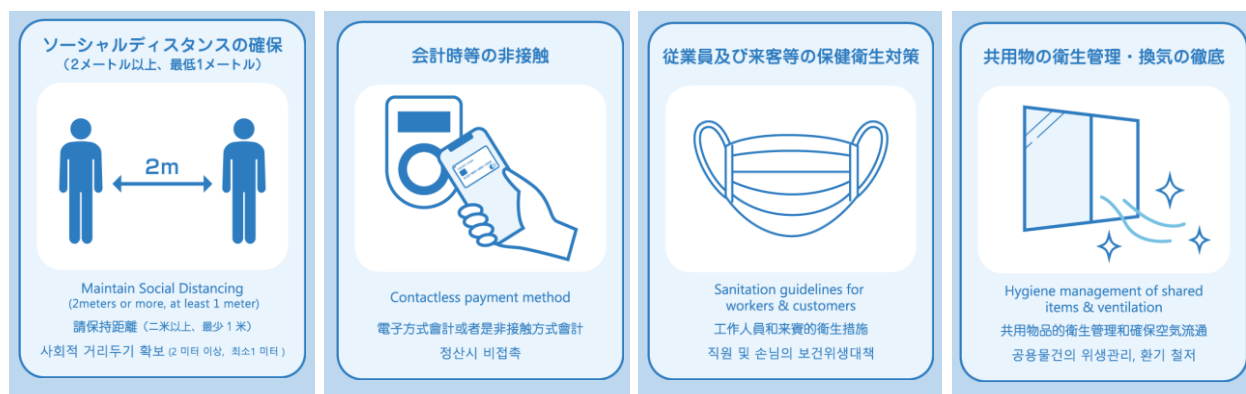 ソーシャルディスタンスの確保
（2メートル以上、最低1メートル）
2m
Maintain Social Distancing
(2meters or more, at least 1 meter)
請保持距離（二米以上、最少1米）
사회적 거리두기 확보 (2 미터 이상, 최소1 미터)
会計時等の非接触
Contactless payment method
電子方式會計或者是非接触方式會計
정산시 비접촉
従業員及び来客等の保健衛生対策
Sanitation guidelines for
workers & customers
工作人員和来賓的衛生措施
직원 및 손님의 보건위생대책
共用物の衛生管理・換気の徹底
Hygiene management of shared
items & ventilation
共用物品的衛生管理和確保空気流通
공용물건의 위생관리, 환기 철저